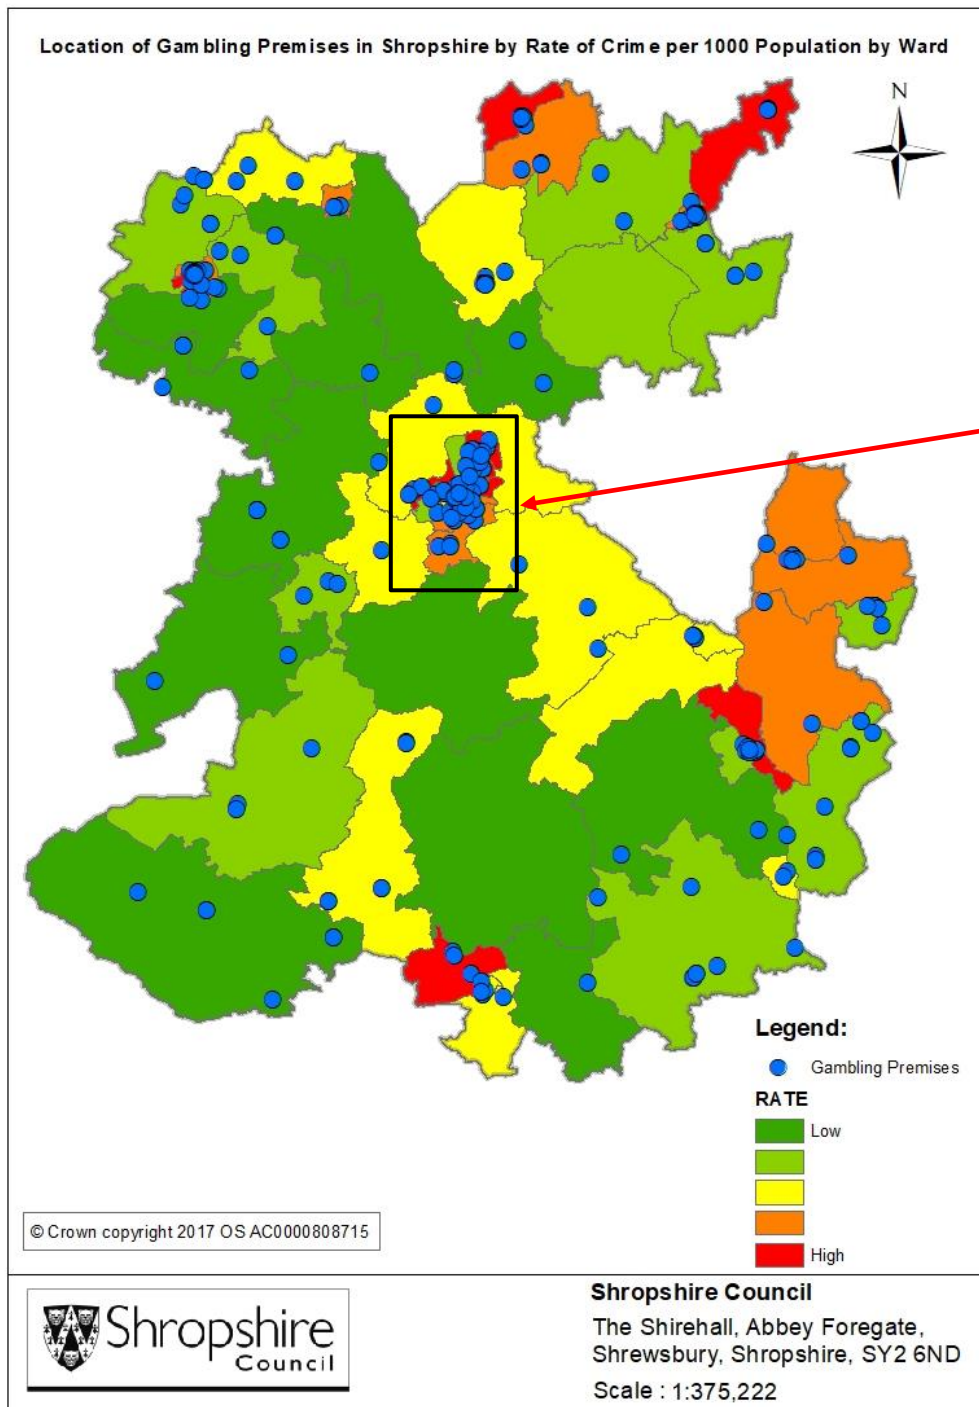 Location of Gambling Premises in Shropshire by Rate of Crime per 1000 Population by Ward
N
Legend:
Gambling Premises
RATE
Low
High
© Crown copyright 2017 OS AC0000808715
Shropshire
Council
Shropshire Council
The Shirehall, Abbey Foregate,
Shrewsbury, Shropshire, SY2 6ND
Scale : 1:375,222